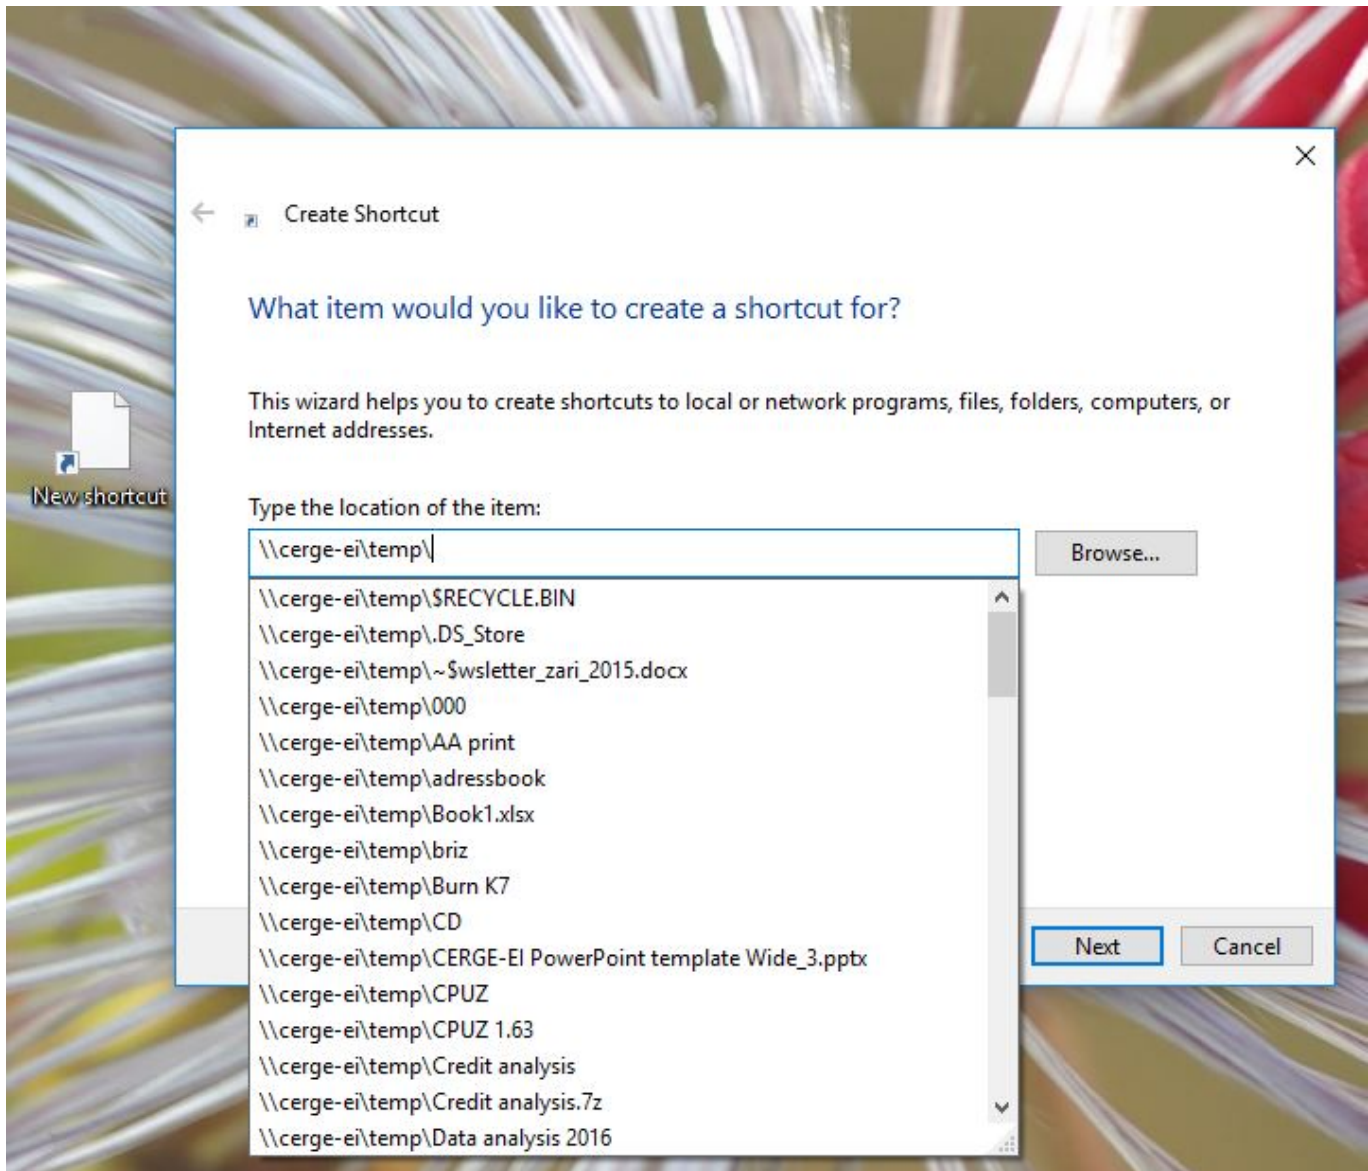 Create Shortcut
What item would you like to create a shortcut for?
This wizard helps you to create shortcuts to local or network programs, files, folders, computers, or
Internet addresses.
New shortcut
Type the location of the item:
\\cerge-ei\temp\
Browse...
\\cerge-ei\temp\$RECYCLE.BIN
\\cerge-ei\temp\.DS_Store
\\cerge-ei\temp\~$wsletter_zari_2015.docx
\\cerge-ei\temp\000
\\cerge-ei\temp\AA print
\\cerge-ei\temp\adressbook
\\cerge-ei\temp\Book1.xlsx
\\cerge-ei\temp\briz
\\cerge-ei\temp\Burn K7
\\cerge-ei\temp\CD
\\cerge-ei\temp\CERGE-EI PowerPoint template Wide_3.pptx
\\cerge-ei\temp\CPUZ
\\cerge-ei\temp\CPUZ 1.63
\\cerge-ei\temp\Credit analysis
\\cerge-ei\temp\Credit analysis.7z
\\cerge-ei\temp\Data analysis 2016
Next
Cancel